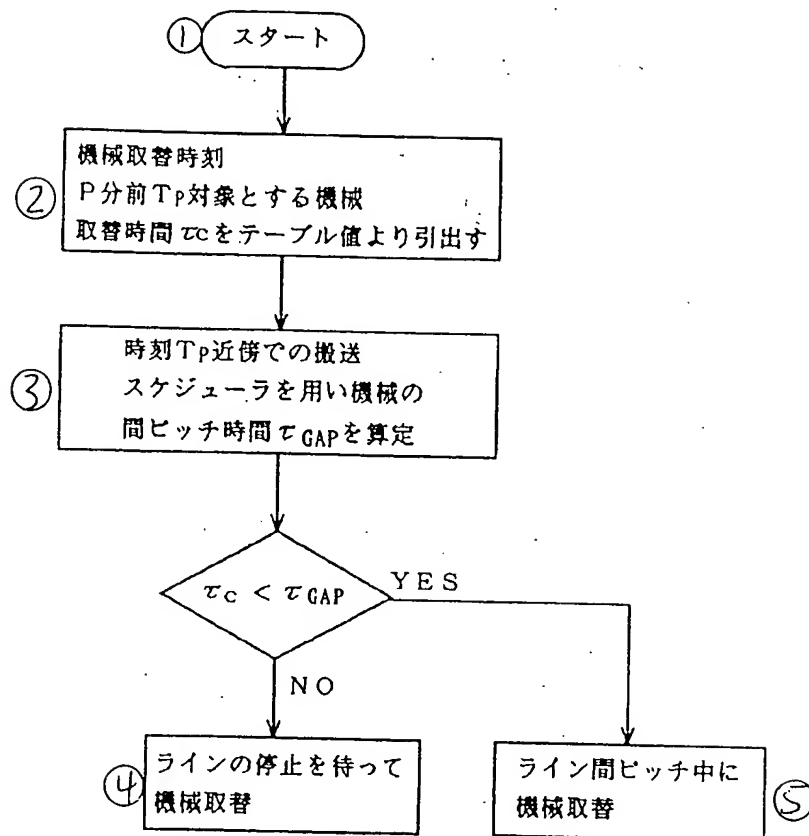 ① スタート
機械取替時刻
② P分前TP対象とする機械
取替時間τCをテーブル値より引出す
時刻TP近傍での搬送
③ スケジューラを用い機械の
間ピッチ時間τGAPを算定
τC < τGAP
YES
NO
④ ラインの停止を待って
機械取替
ライン間ピッチ中に
機械取替 ⑤